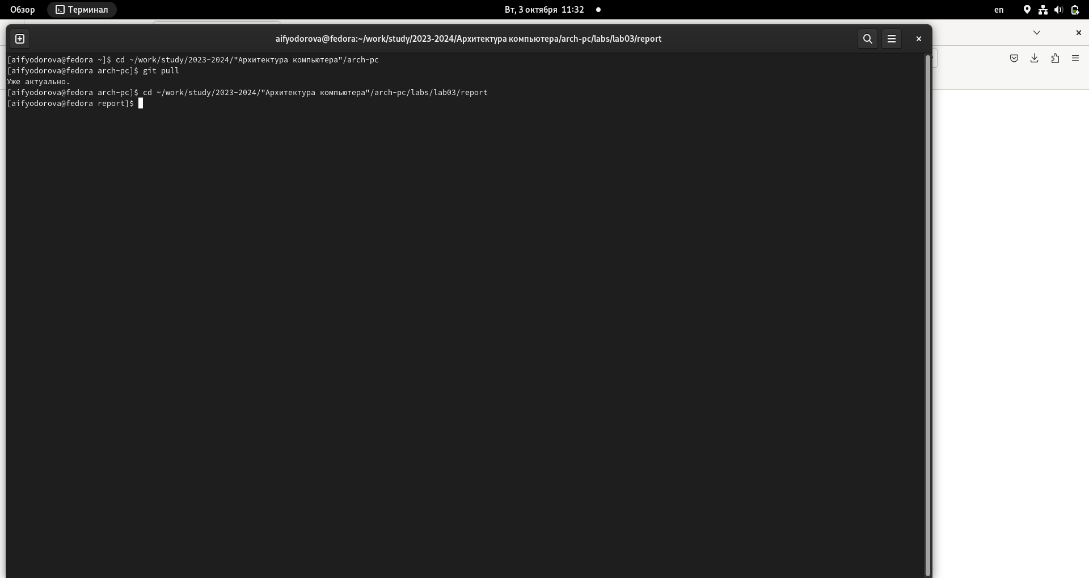 Обзор Терминал Вт, 3 октября 11:32 en
aifyodorova@fedora:~/work/study/2023-2024/Архитектура компьютера/arch-pc/labs/lab03/report
[aifyodorova@fedora ~]$ cd ~/work/study/2023-2024/"Архитектура компьютера"/arch-pc
[aifyodorova@fedora arch-pc]$ git pull
Уже актуально.
[aifyodorova@fedora arch-pc]$ cd ~/work/study/2023-2024/"Архитектура компьютера"/arch-pc/labs/lab03/report
[aifyodorova@fedora report]$